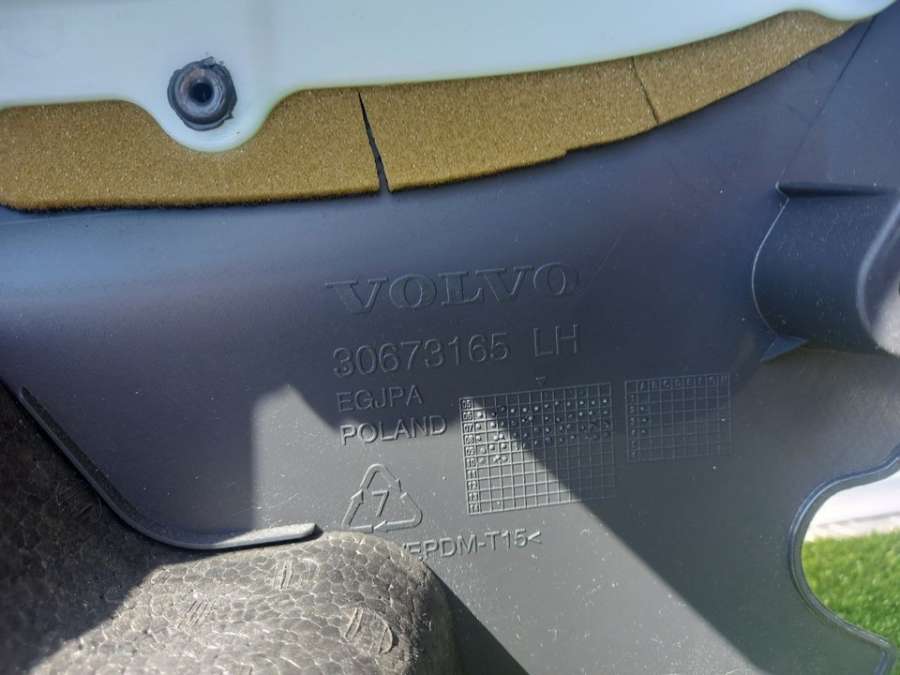 VOLVO
30673165 LH
EGJPA
POLAND
7
/EPDM-T15<